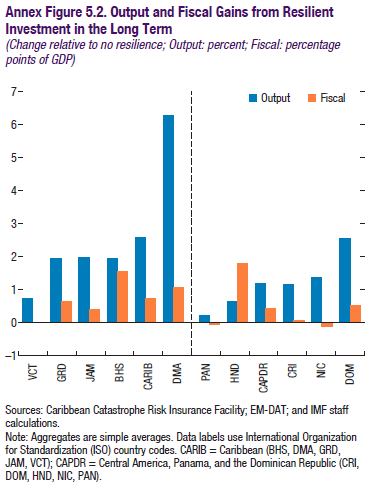 Annex Figure 5.2. Output and Fiscal Gains from Resilient
Investment in the Long Term
(Change relative to no resilience; Output: percent; Fiscal: percentage
points of GDP)
Output Fiscal
7
6
5
4
3
2
1
0
–1
VCT
GRD
JAM
BHS
CARIB
DMA
PAN
HND
CAPDR
CRI
NIC
DOM
Sources: Caribbean Catastrophe Risk Insurance Facility; EM-DAT; and IMF staff
calculations.
Note: Aggregates are simple averages. Data labels use International Organization
for Standardization (ISO) country codes. CARIB = Caribbean (BHS, DMA, GRD,
JAM, VCT); CAPDR = Central America, Panama, and the Dominican Republic (CRI,
DOM, HND, NIC, PAN).